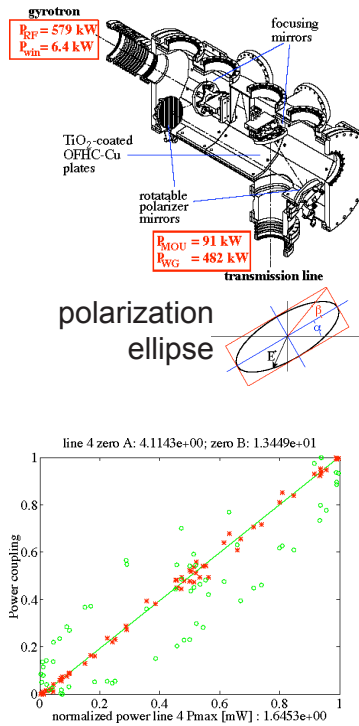 gyrotron
P_RF = 579 kW
P_win = 6.4 kW
focusing
mirrors
TiO2-coated
OFHC-Cu
plates
rotatable
polarizer
mirrors
P_MOU = 91 kW
P_WG = 482 kW
transmission line
polarization
ellipse
β
α
E
line 4 zero A: 4.1143e+00; zero B: 1.3449e+01
Power coupling
1
0.8
0.6
0.4
0.2
0
0 0.2 0.4 0.6 0.8 1
normalized power line 4 Pmax [mW] : 1.6453e+00